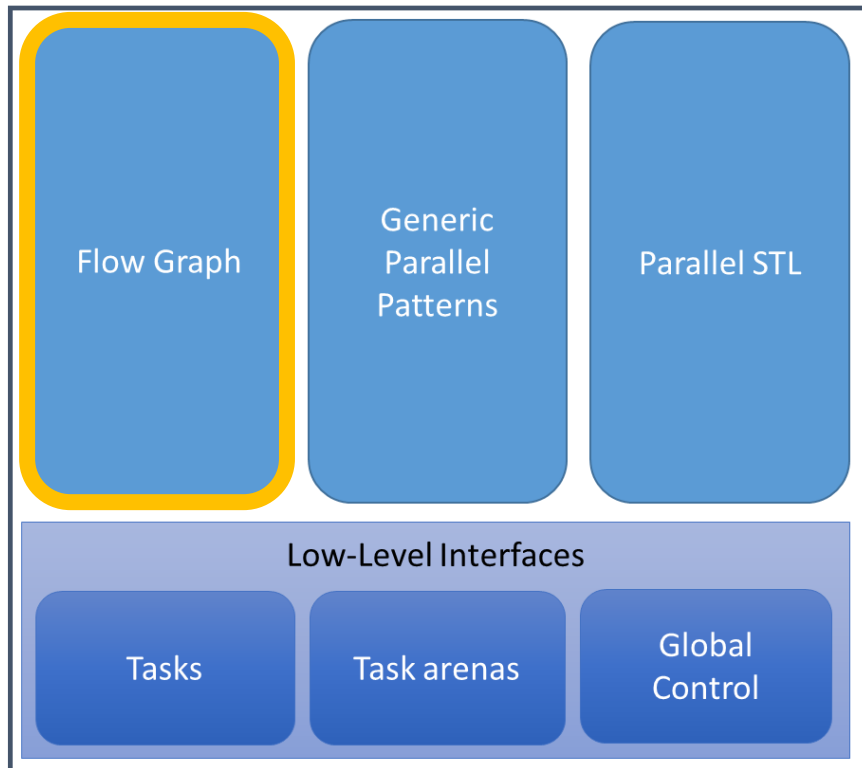 Flow Graph
Generic
Parallel
Patterns
Parallel STL
Low-Level Interfaces
Tasks
Task arenas
Global
Control